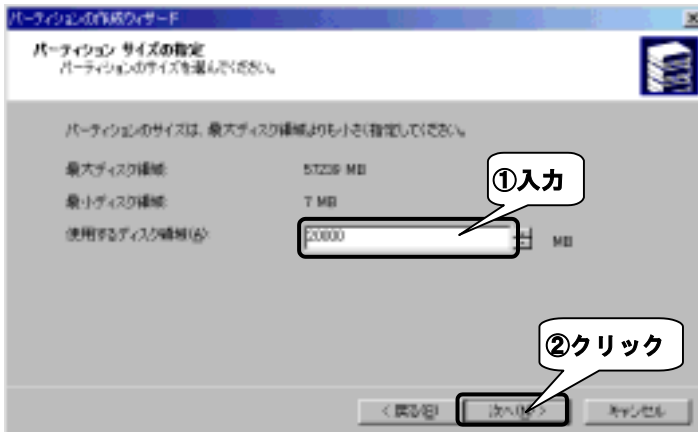 パーティションの作成ウィザード
パーティション サイズの指定
パーティションのサイズを選んでください。
パーティションのサイズは、最大ディスク領域よりも小さく指定してください。
最大ディスク領域: 57239 MB
最小ディスク領域: 7 MB
使用するディスク領域(A): 20000 MB
①入力
②クリック
< 戻る(B) 次へ(N) > キャンセル